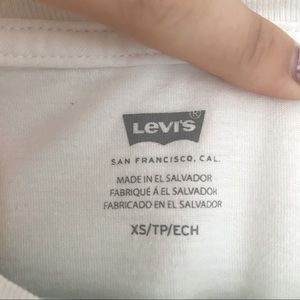 Levi's®
SAN FRANCISCO, CAL.
MADE IN EL SALVADOR
FABRIQUÉ Á EL SALVADOR
FABRICADO EN EL SALVADOR
XS/TP/ECH